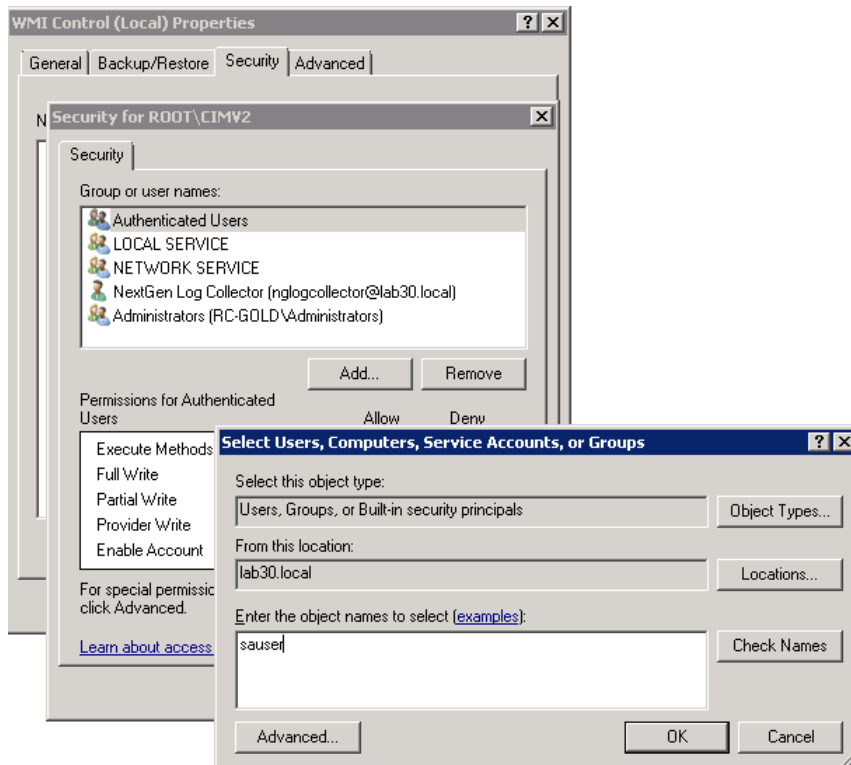 WMI Control (Local) Properties
General Backup/Restore Security Advanced
N
Security for ROOT\CIMV2
Security
Group or user names:
Authenticated Users
LOCAL SERVICE
NETWORK SERVICE
NextGen Log Collector (nglogcollector@lab30.local)
Administrators (RC-GOLD\Administrators)
Add... Remove
Permissions for Authenticated
Users Allow Deny
Execute Methods
Full Write
Partial Write
Provider Write
Enable Account
For special permissic
click Advanced.
Learn about access
Select Users, Computers, Service Accounts, or Groups
Select this object type:
Users, Groups, or Built-in security principals Object Types...
From this location:
lab30.local Locations...
Enter the object names to select (examples):
sauser Check Names
Advanced... OK Cancel